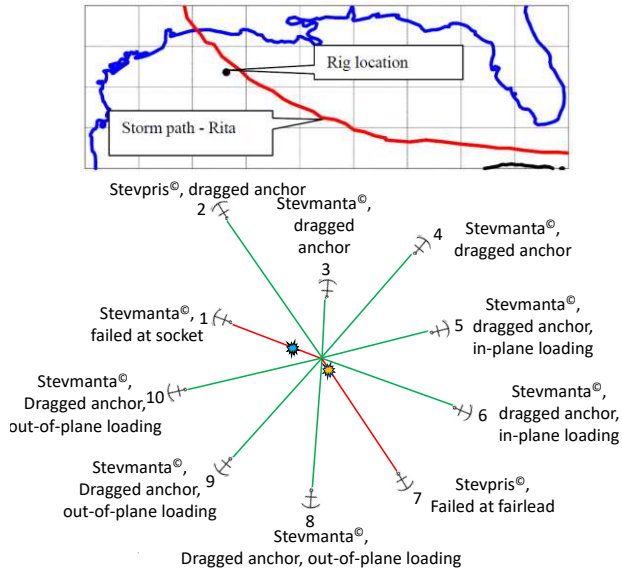 Rig location
Storm path - Rita
Stevpris©, dragged anchor
2
Stevmanta©,
dragged
anchor
3
4
Stevmanta©,
dragged anchor
Stevmanta©,
failed at socket
1
5
Stevmanta©,
dragged anchor,
in-plane loading
Stevmanta©,
Dragged anchor,
out-of-plane loading
10
6
Stevmanta©,
dragged anchor,
in-plane loading
Stevmanta©,
Dragged anchor,
out-of-plane loading
9
7
Stevpris©,
Failed at fairlead
8
Stevmanta©,
Dragged anchor, out-of-plane loading